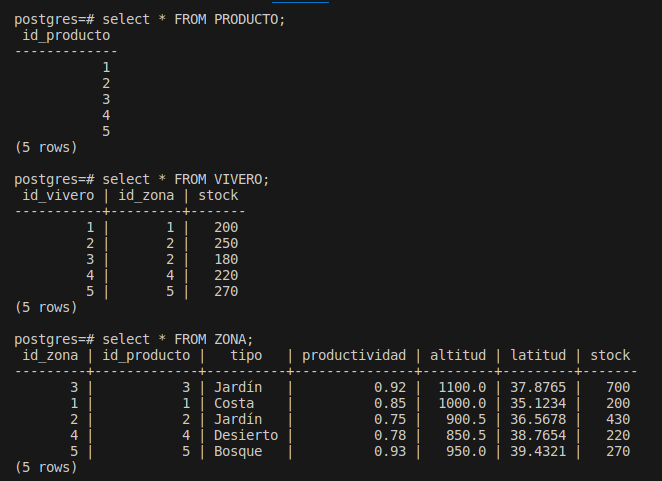 postgres=# select * FROM PRODUCTO;
 id_producto
-------------
           1
           2
           3
           4
           5
(5 rows)

postgres=# select * FROM VIVERO;
 id_vivero | id_zona | stock
-----------+---------+-------
         1 |       1 |   200
         2 |       2 |   250
         3 |       2 |   180
         4 |       4 |   220
         5 |       5 |   270
(5 rows)

postgres=# select * FROM ZONA;
 id_zona | id_producto |   tipo   | productividad | altitud | latitud | stock
---------+-------------+----------+---------------+---------+---------+-------
       3 |           3 | Jardín   |          0.92 |  1100.0 | 37.8765 |   700
       1 |           1 | Costa    |          0.85 |  1000.0 | 35.1234 |   200
       2 |           2 | Jardín   |          0.75 |   900.5 | 36.5678 |   430
       4 |           4 | Desierto |          0.78 |   850.5 | 38.7654 |   220
       5 |           5 | Bosque   |          0.93 |   950.0 | 39.4321 |   270
(5 rows)